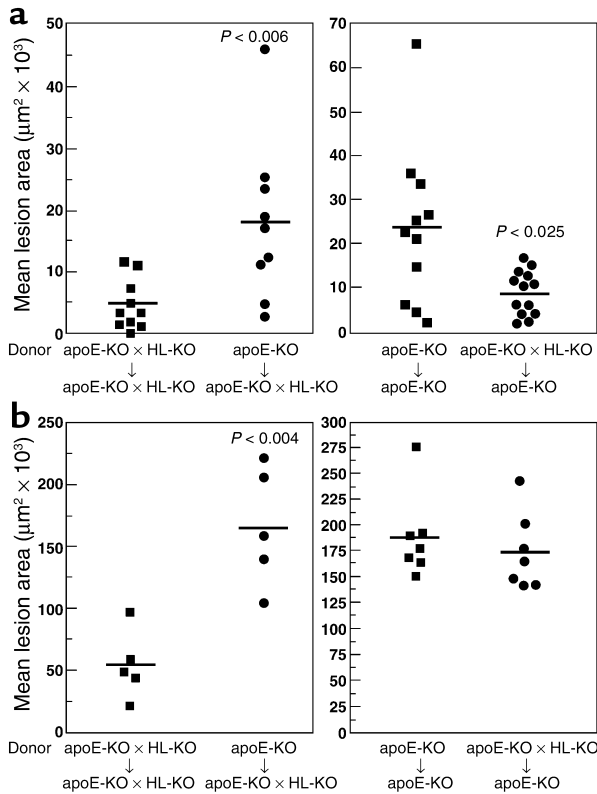 a
Mean lesion area (µm² × 10³)
50
40
30
20
10
0
P < 0.006
70
60
50
40
30
20
10
0
P < 0.025
Donor apoE-KO × HL-KO apoE-KO apoE-KO apoE-KO × HL-KO
↓ ↓ ↓ ↓
apoE-KO × HL-KO apoE-KO × HL-KO apoE-KO apoE-KO
b
Mean lesion area (µm² × 10³)
250
200
150
100
50
0
P < 0.004
300
275
250
225
200
175
150
125
100
75
50
25
0
Donor apoE-KO × HL-KO apoE-KO apoE-KO apoE-KO × HL-KO
↓ ↓ ↓ ↓
apoE-KO × HL-KO apoE-KO × HL-KO apoE-KO apoE-KO